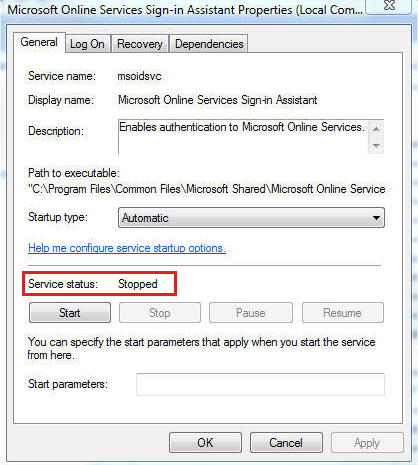 Microsoft Online Services Sign-in Assistant Properties (Local Com...
General Log On Recovery Dependencies
Service name: msoidsvc
Display name: Microsoft Online Services Sign-in Assistant
Description: Enables authentication to Microsoft Online Services.
Path to executable:
"C:\Program Files\Common Files\Microsoft Shared\Microsoft Online Service
Startup type: Automatic
Help me configure service startup options.
Service status: Stopped
Start Stop Pause Resume
You can specify the start parameters that apply when you start the service
from here.
Start parameters:
OK Cancel Apply